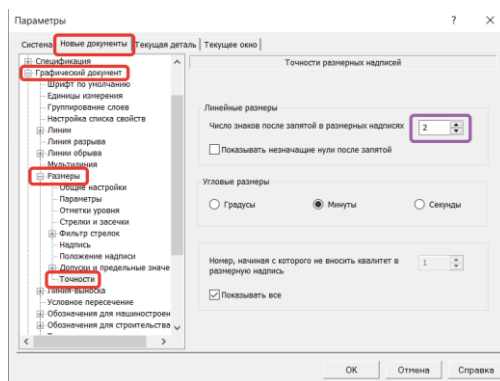 Параметры
? ×
Система Новые документы Текущая деталь Текущее окно
Спецификация
Графический документ
Шрифт по умолчанию
Единицы измерения
Группирование слоев
Настройка списка свойств
Линии
Линия разрыва
Линии обрыва
Мультилиния
Размеры
Общие настройки
Параметры
Отметки уровня
Стрелки и засечки
Фильтр стрелок
Надпись
Положение надписи
Допуски и предельные значе
Точности
Линия-выноска
Условное пересечение
Обозначения для машиностроен
Обозначения для строительства
Точности размерных надписей
Линейные размеры
Число знаков после запятой в размерных надписях 2
Показывать незначащие нули после запятой
Угловые размеры
Градусы Минуты Секунды
Номер, начиная с которого не вносить квалитет в размерную надпись 1
Показывать все
OK Отмена Справка